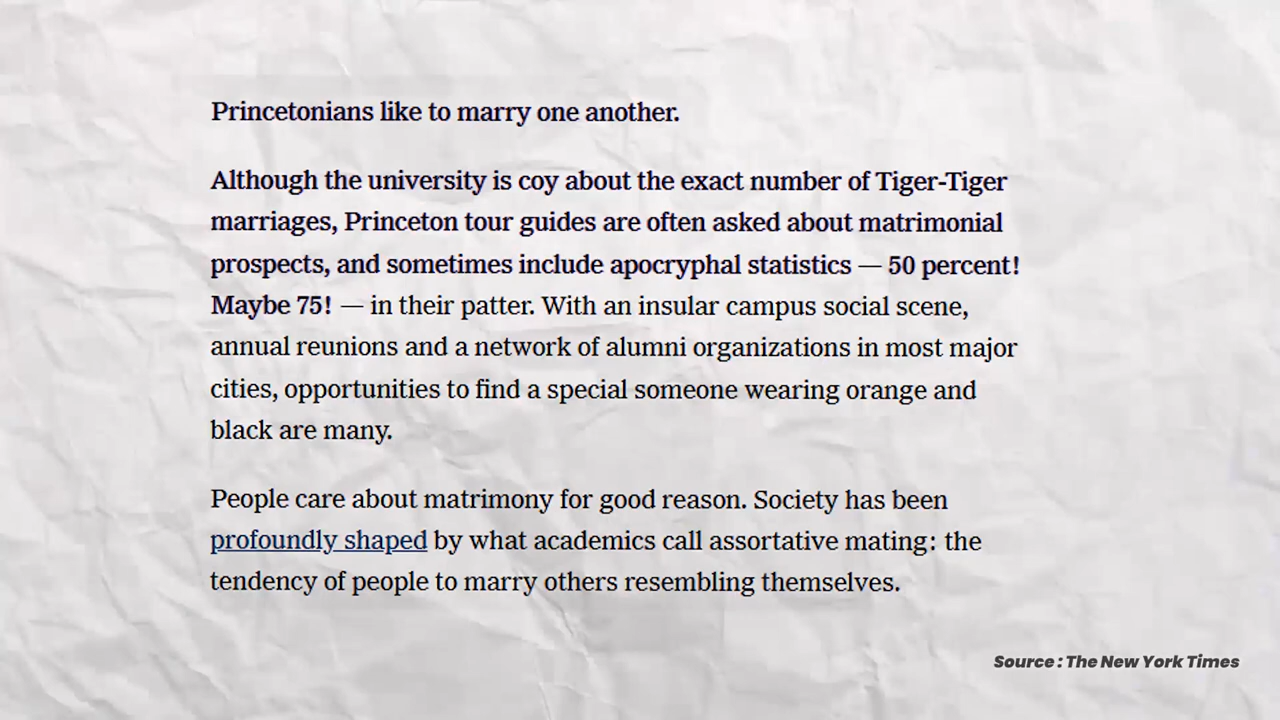 Princetonians like to marry one another.
Although the university is coy about the exact number of Tiger-Tiger
marriages, Princeton tour guides are often asked about matrimonial
prospects, and sometimes include apocryphal statistics — 50 percent!
Maybe 75! — in their patter. With an insular campus social scene,
annual reunions and a network of alumni organizations in most major
cities, opportunities to find a special someone wearing orange and
black are many.
People care about matrimony for good reason. Society has been
profoundly shaped by what academics call assortative mating: the
tendency of people to marry others resembling themselves.
Source : The New York Times